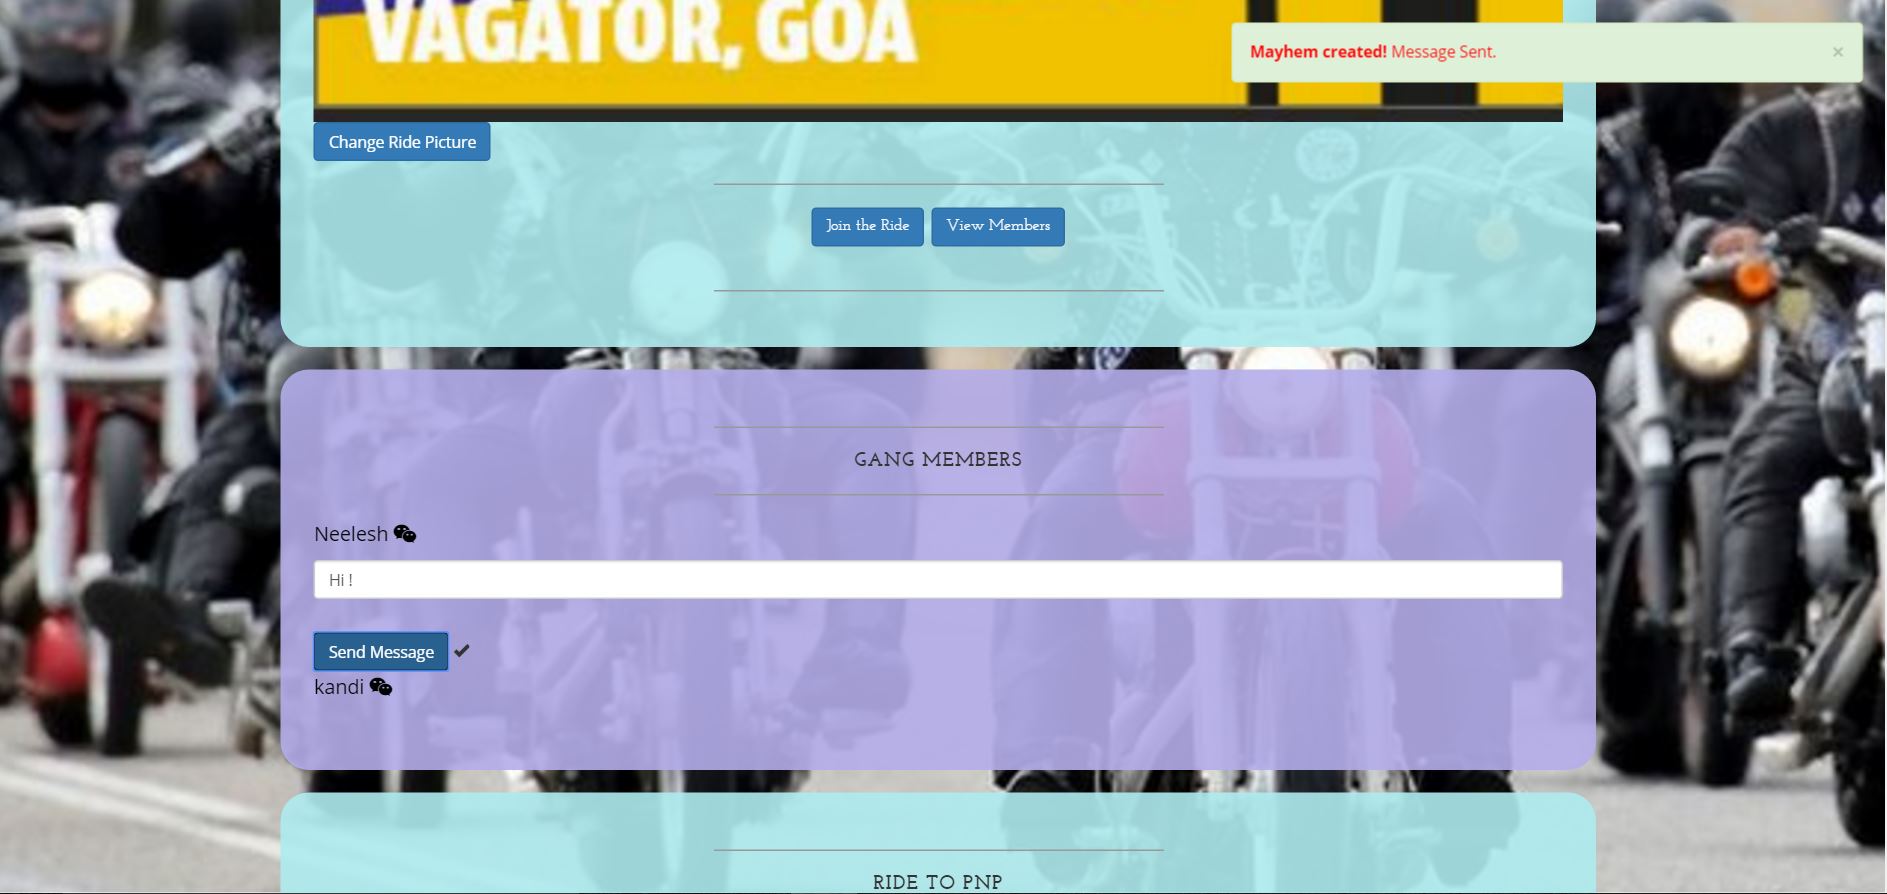 VAGATOR, GOA
Mayhem created! Message Sent. ×
Change Ride Picture
Join the Ride
View Members
GANG MEMBERS
Neelesh
Hi !
Send Message
kandi
RIDE TO PNP